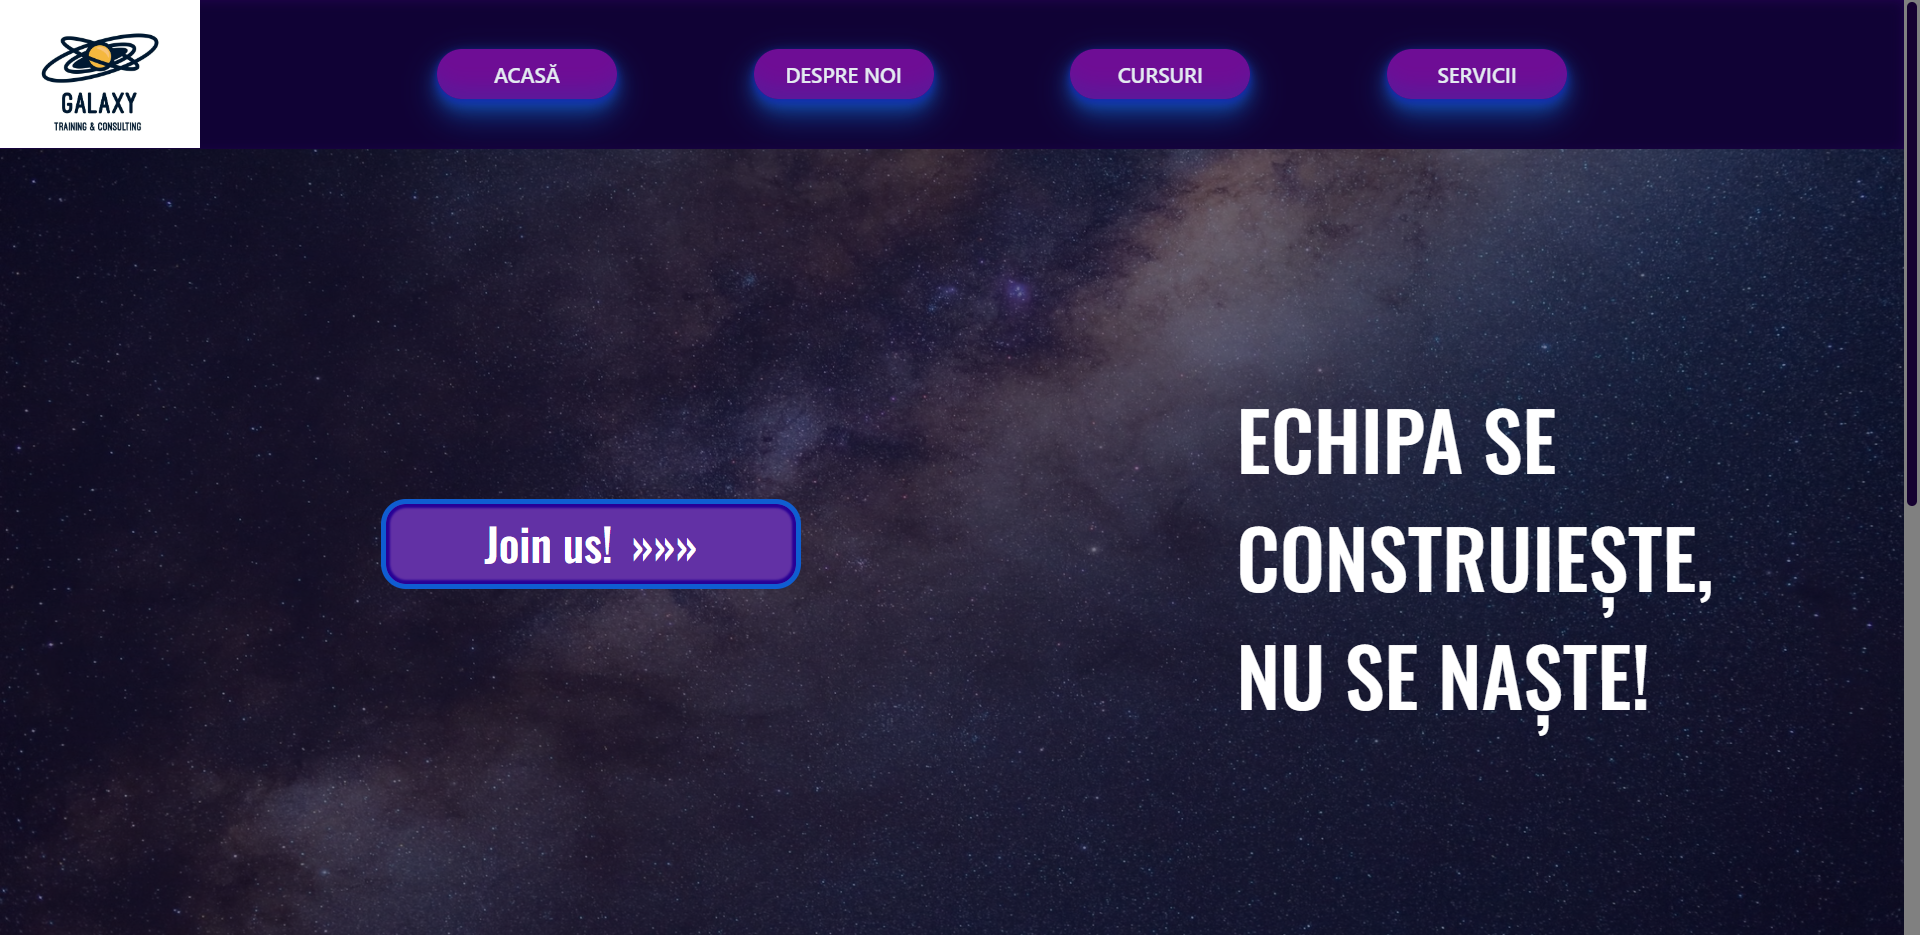 GALAXY
TRAINING & CONSULTING
ACASĂ
DESPRE NOI
CURSURI
SERVICII
Join us! »»»
ECHIPA SE
CONSTRUIEȘTE,
NU SE NAȘTE!